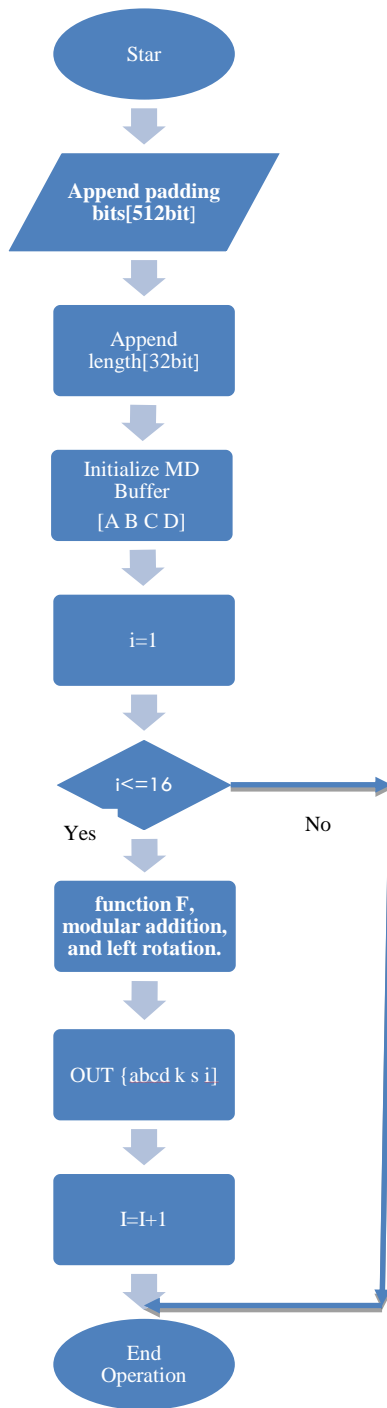 Star
Append padding
bits[512bit]
Append
length[32bit]
Initialize MD
Buffer
[A B C D]
i=1
i<=16
Yes
No
function F,
modular addition,
and left rotation.
OUT {abcd k s i]
I=I+1
End
Operation